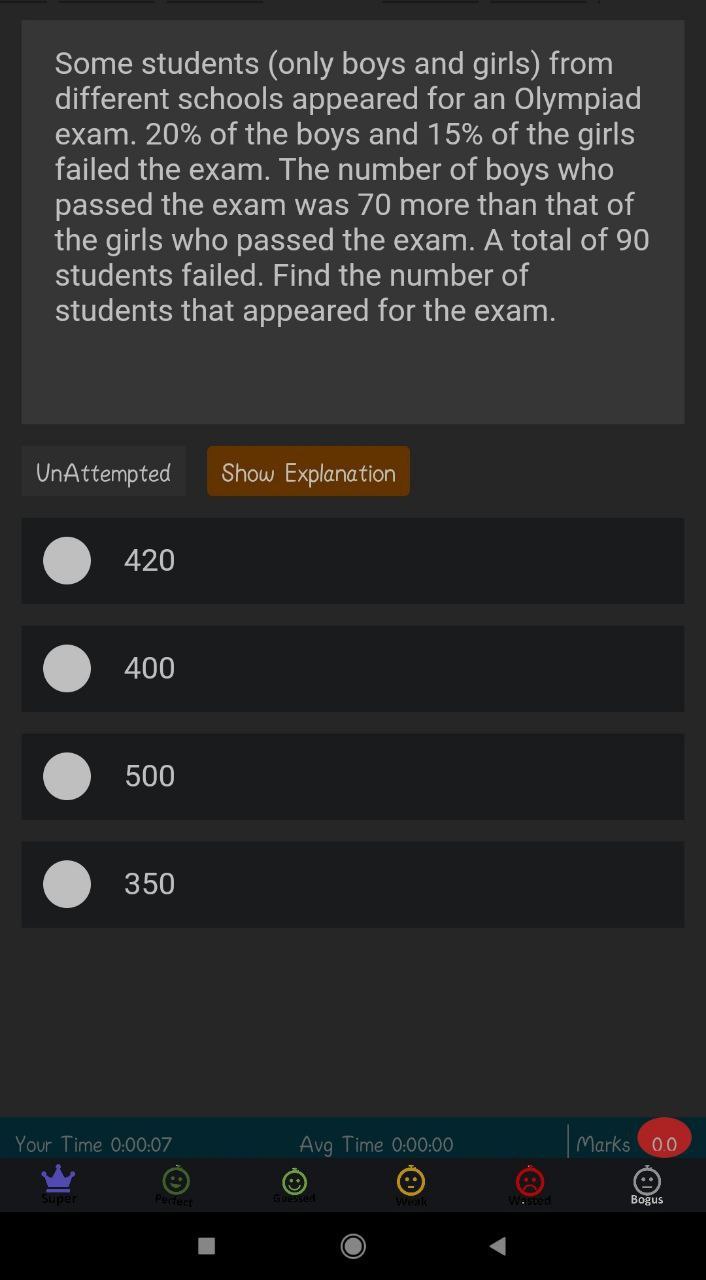 Some students (only boys and girls) from
different schools appeared for an Olympiad
exam. 20% of the boys and 15% of the girls
failed the exam. The number of boys who
passed the exam was 70 more than that of
the girls who passed the exam. A total of 90
students failed. Find the number of
students that appeared for the exam.
UnAttempted Show Explanation
420
400
500
350
Your Time 0:00:07 Avg Time 0:00:00 Marks 0.0
Super Perfect Guessed Weak Wasted Bogus